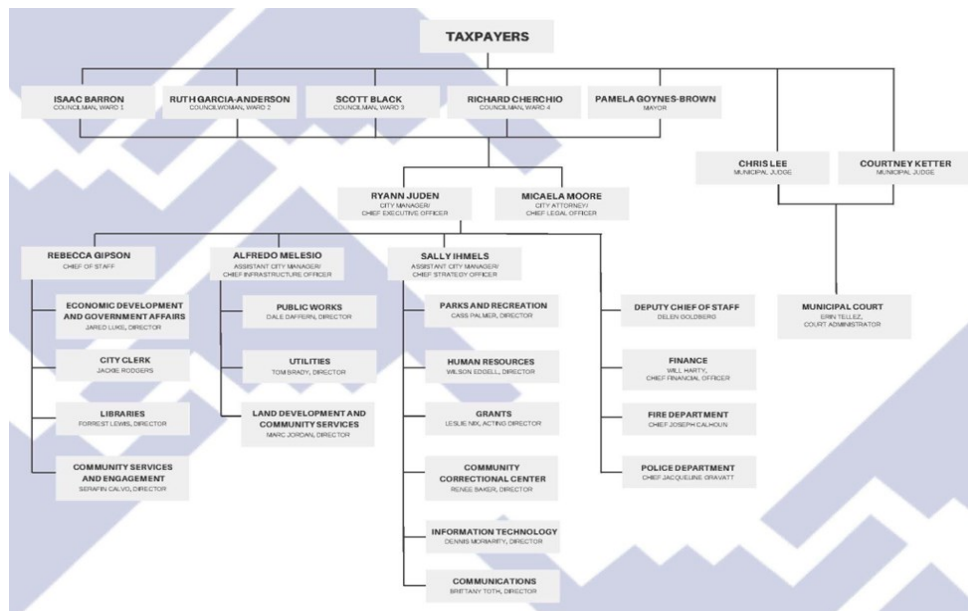 TAXPAYERS
ISAAC BARRON
COUNCILMAN, WARD 1
RUTH GARCIA-ANDERSON
COUNCILWOMAN, WARD 2
SCOTT BLACK
COUNCILMAN, WARD 3
RICHARD CHERCHIO
COUNCILMAN, WARD 4
PAMELA GOYNES-BROWN
MAYOR
CHRIS LEE
MUNICIPAL JUDGE
COURTNEY KETTER
MUNICIPAL JUDGE
RYANN JUDEN
CITY MANAGER/
CHIEF EXECUTIVE OFFICER
MICAELA MOORE
CITY ATTORNEY/
CHIEF LEGAL OFFICER
REBECCA GIPSON
CHIEF OF STAFF
ALFREDO MELESIO
ASSISTANT CITY MANAGER/
CHIEF INFRASTRUCTURE OFFICER
SALLY IHMELS
ASSISTANT CITY MANAGER/
CHIEF STRATEGY OFFICER
ECONOMIC DEVELOPMENT
AND GOVERNMENT AFFAIRS
JARED LUKE, DIRECTOR
PUBLIC WORKS
DALE DAFFERN, DIRECTOR
PARKS AND RECREATION
CASS PALMER, DIRECTOR
DEPUTY CHIEF OF STAFF
DELEN GOLDBERG
MUNICIPAL COURT
ERIN TELLEZ,
COURT ADMINISTRATOR
CITY CLERK
JACKIE RODGERS
UTILITIES
TOM BRADY, DIRECTOR
HUMAN RESOURCES
WILSON EDGELL, DIRECTOR
FINANCE
WILL HARTY,
CHIEF FINANCIAL OFFICER
LIBRARIES
FORREST LEWIS, DIRECTOR
LAND DEVELOPMENT AND
COMMUNITY SERVICES
MARC JORDAN, DIRECTOR
GRANTS
LESLIE NIX, ACTING DIRECTOR
FIRE DEPARTMENT
CHIEF JOSEPH CALHOUN
COMMUNITY SERVICES
AND ENGAGEMENT
SERAFIN CALVO, DIRECTOR
COMMUNITY
CORRECTIONAL CENTER
RENEE BAKER, DIRECTOR
POLICE DEPARTMENT
CHIEF JACQUELINE GRAVATT
INFORMATION TECHNOLOGY
DENNIS MORIARITY, DIRECTOR
COMMUNICATIONS
BRITTANY TOTH, DIRECTOR